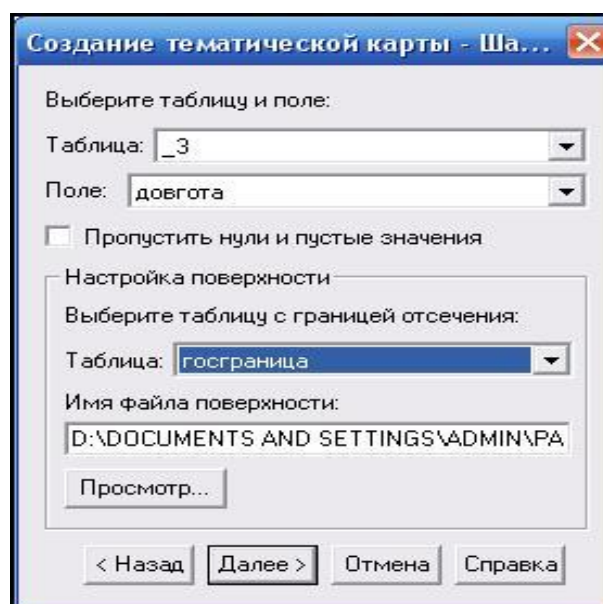 Создание тематической карты - Ша...
Выберите таблицу и поле:
Таблица: _3
Поле: довгота
Пропустить нули и пустые значения
Настройка поверхности
Выберите таблицу с границей отсечения:
Таблица: госграница
Имя файла поверхности:
D:\DOCUMENTS AND SETTINGS\ADMIN\PA
Просмотр...
< Назад Далее > Отмена Справка